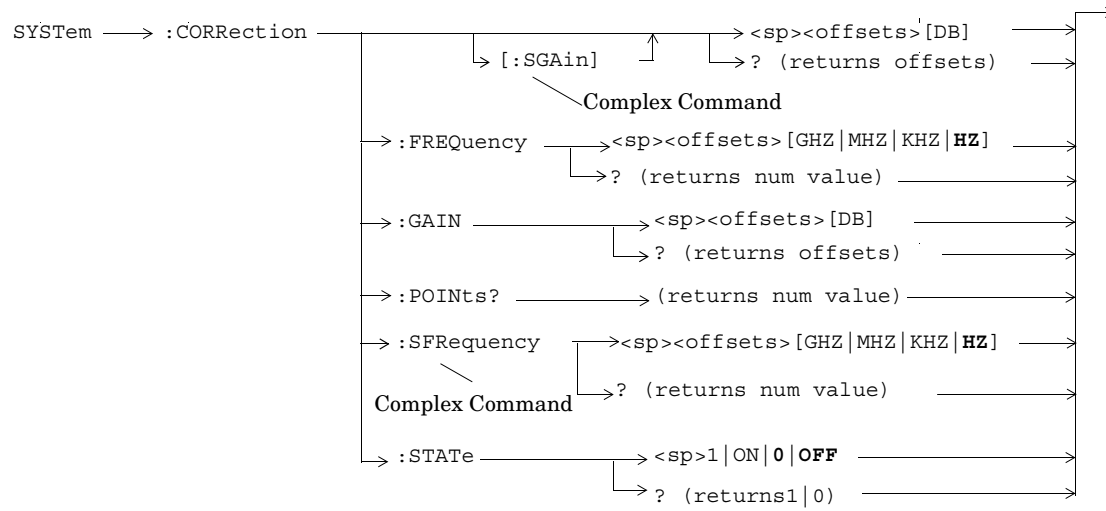 SYSTem :CORRection <sp><offsets>[DB]
[:SGAin] ? (returns offsets)
Complex Command
:FREQuency <sp><offsets>[GHZ|MHZ|KHZ|HZ]
? (returns num value)
:GAIN <sp><offsets>[DB]
? (returns offsets)
:POINts? (returns num value)
:SFRequency <sp><offsets>[GHZ|MHZ|KHZ|HZ]
? (returns num value)
Complex Command
:STATe <sp>1|ON|0|OFF
? (returns1|0)